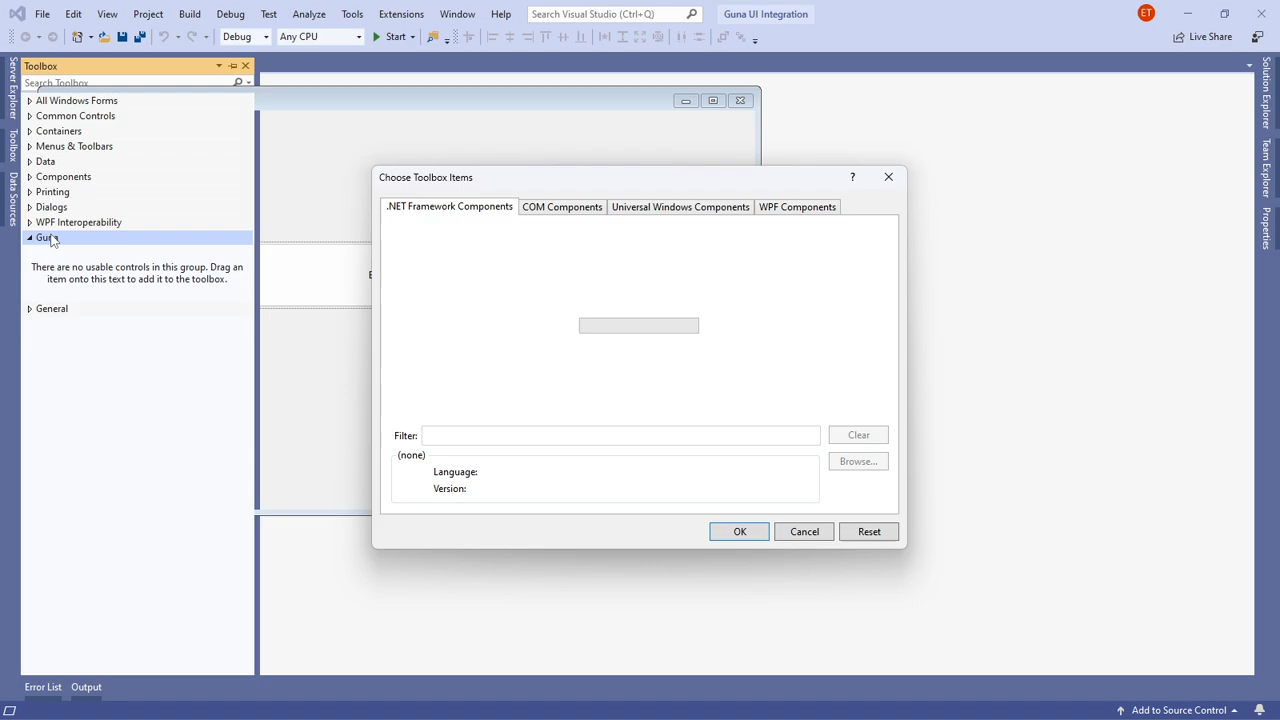 File Edit View Project Build Debug Test Analyze Tools Extensions Window Help Search Visual Studio (Ctrl+Q) Guna UI Integration ET
Debug Any CPU Start Live Share
Toolbox
Search Toolbox
Server Explorer
Toolbox
Data Sources
All Windows Forms
Common Controls
Containers
Menus & Toolbars
Data
Components
Printing
Dialogs
WPF Interoperability
There are no usable controls in this group. Drag an
item onto this text to add it to the toolbox.
General
Choose Toolbox Items
.NET Framework Components COM Components Universal Windows Components WPF Components
Filter: Clear
(none) Browse...
Language:
Version:
OK Cancel Reset
Solution Explorer
Team Explorer
Properties
Error List Output
Add to Source Control